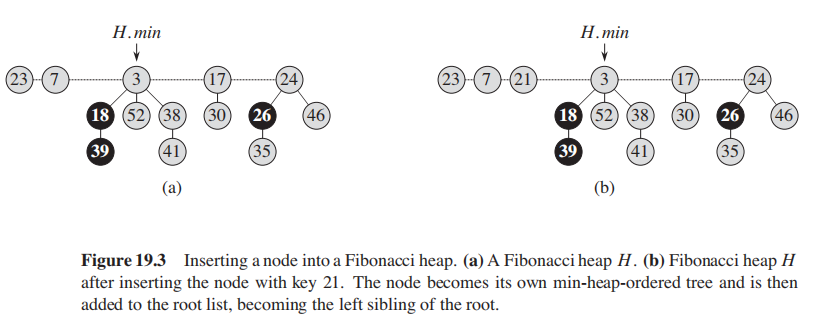 H.min
H.min
23 7 3 17 24
23 7 21 3 17 24
18 52 38 30 26 46
18 52 38 30 26 46
39 41 35
39 41 35
(a)
(b)
Figure 19.3 Inserting a node into a Fibonacci heap. (a) A Fibonacci heap H. (b) Fibonacci heap H
after inserting the node with key 21. The node becomes its own min-heap-ordered tree and is then
added to the root list, becoming the left sibling of the root.